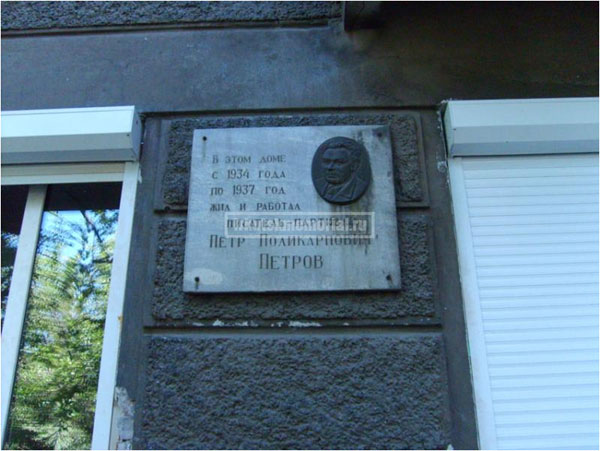 В ЭТОМ ДОМЕ
С 1934 ГОДА
ПО 1937 ГОД
ЖИЛ И РАБОТАЛ
ПИСАТЕЛЬ-ПАРТИЗАН
ПЕТР ПОЛИКАРПОВИЧ
ПЕТРОВ